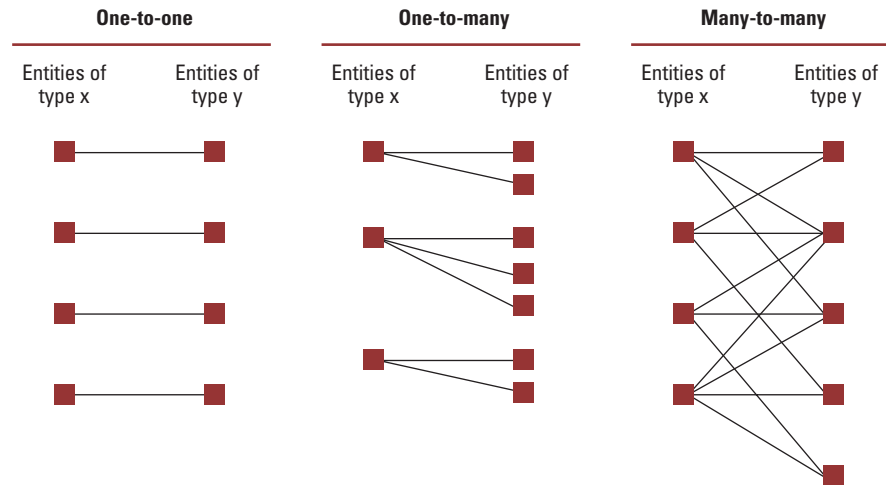 One-to-one
Entities of
type x
Entities of
type y
One-to-many
Entities of
type x
Entities of
type y
Many-to-many
Entities of
type x
Entities of
type y